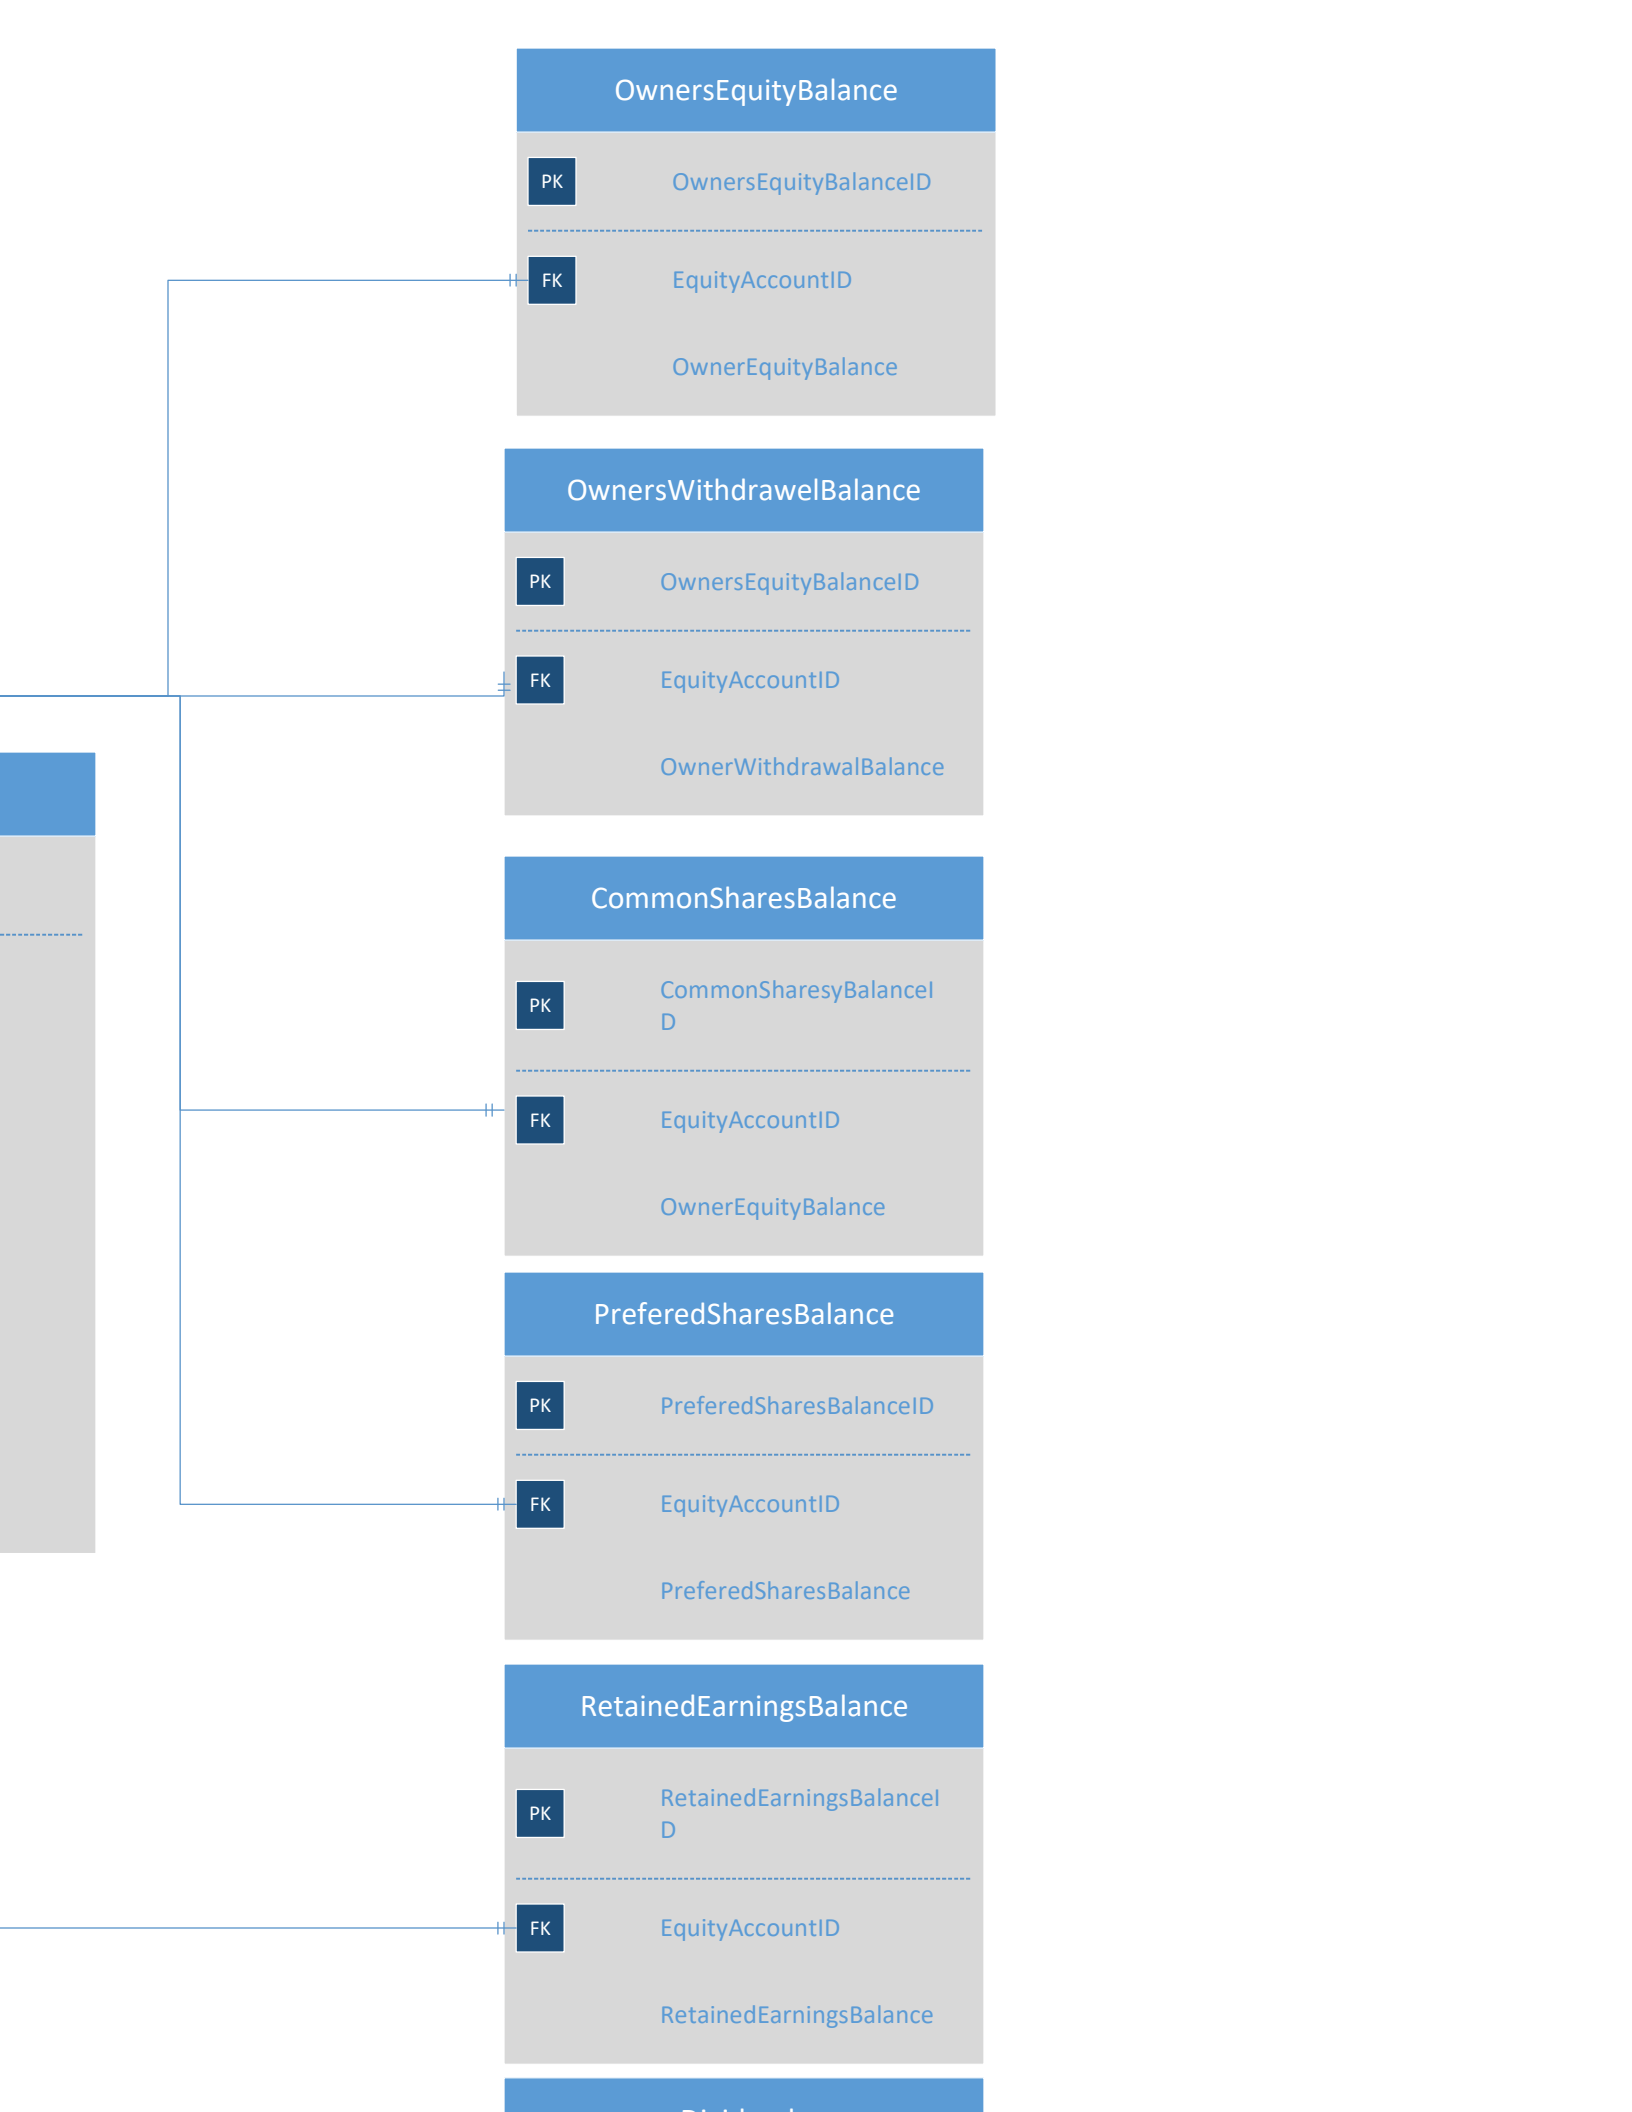 OwnersEquityBalance
PK OwnersEquityBalanceID
FK EquityAccountID
OwnerEquityBalance
OwnersWithdrawelBalance
PK OwnersEquityBalanceID
FK EquityAccountID
OwnerWithdrawalBalance
CommonSharesBalance
PK CommonSharesyBalanceI
D
FK EquityAccountID
OwnerEquityBalance
PreferedSharesBalance
PK PreferedSharesBalanceID
FK EquityAccountID
PreferedSharesBalance
RetainedEarningsBalance
PK RetainedEarningsBalanceI
D
FK EquityAccountID
RetainedEarningsBalance